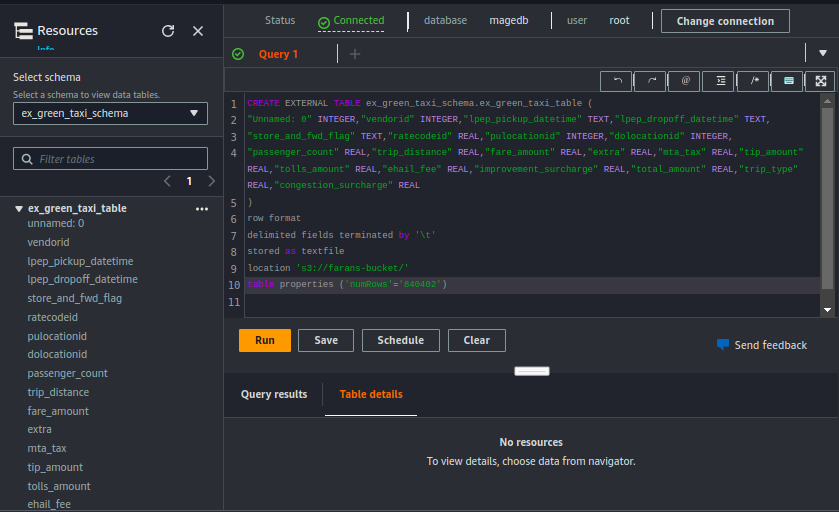 Resources
Info
Select schema
Select a schema to view data tables.
ex_green_taxi_schema
Filter tables
1
ex_green_taxi_table
unnamed: 0
vendorid
lpep_pickup_datetime
lpep_dropoff_datetime
store_and_fwd_flag
ratecodeid
pulocationid
dolocationid
passenger_count
trip_distance
fare_amount
extra
mta_tax
tip_amount
tolls_amount
ehail_fee
Status Connected database magedb user root Change connection
Query 1 +
@ /*
1 CREATE EXTERNAL TABLE ex_green_taxi_schema.ex_green_taxi_table (
2 "Unnamed: 0" INTEGER,"vendorid" INTEGER,"lpep_pickup_datetime" TEXT,"lpep_dropoff_datetime" TEXT,
3 "store_and_fwd_flag" TEXT,"ratecodeid" REAL,"pulocationid" INTEGER,"dolocationid" INTEGER,
4 "passenger_count" REAL,"trip_distance" REAL,"fare_amount" REAL,"extra" REAL,"mta_tax" REAL,"tip_amount"
REAL,"tolls_amount" REAL,"ehail_fee" REAL,"improvement_surcharge" REAL,"total_amount" REAL,"trip_type"
REAL,"congestion_surcharge" REAL
5 )
6 row format
7 delimited fields terminated by '\t'
8 stored as textfile
9 location 's3://farans-bucket/'
10 table properties ('numRows'='840402')
11
Run Save Schedule Clear
Send feedback
Query results Table details
No resources
To view details, choose data from navigator.